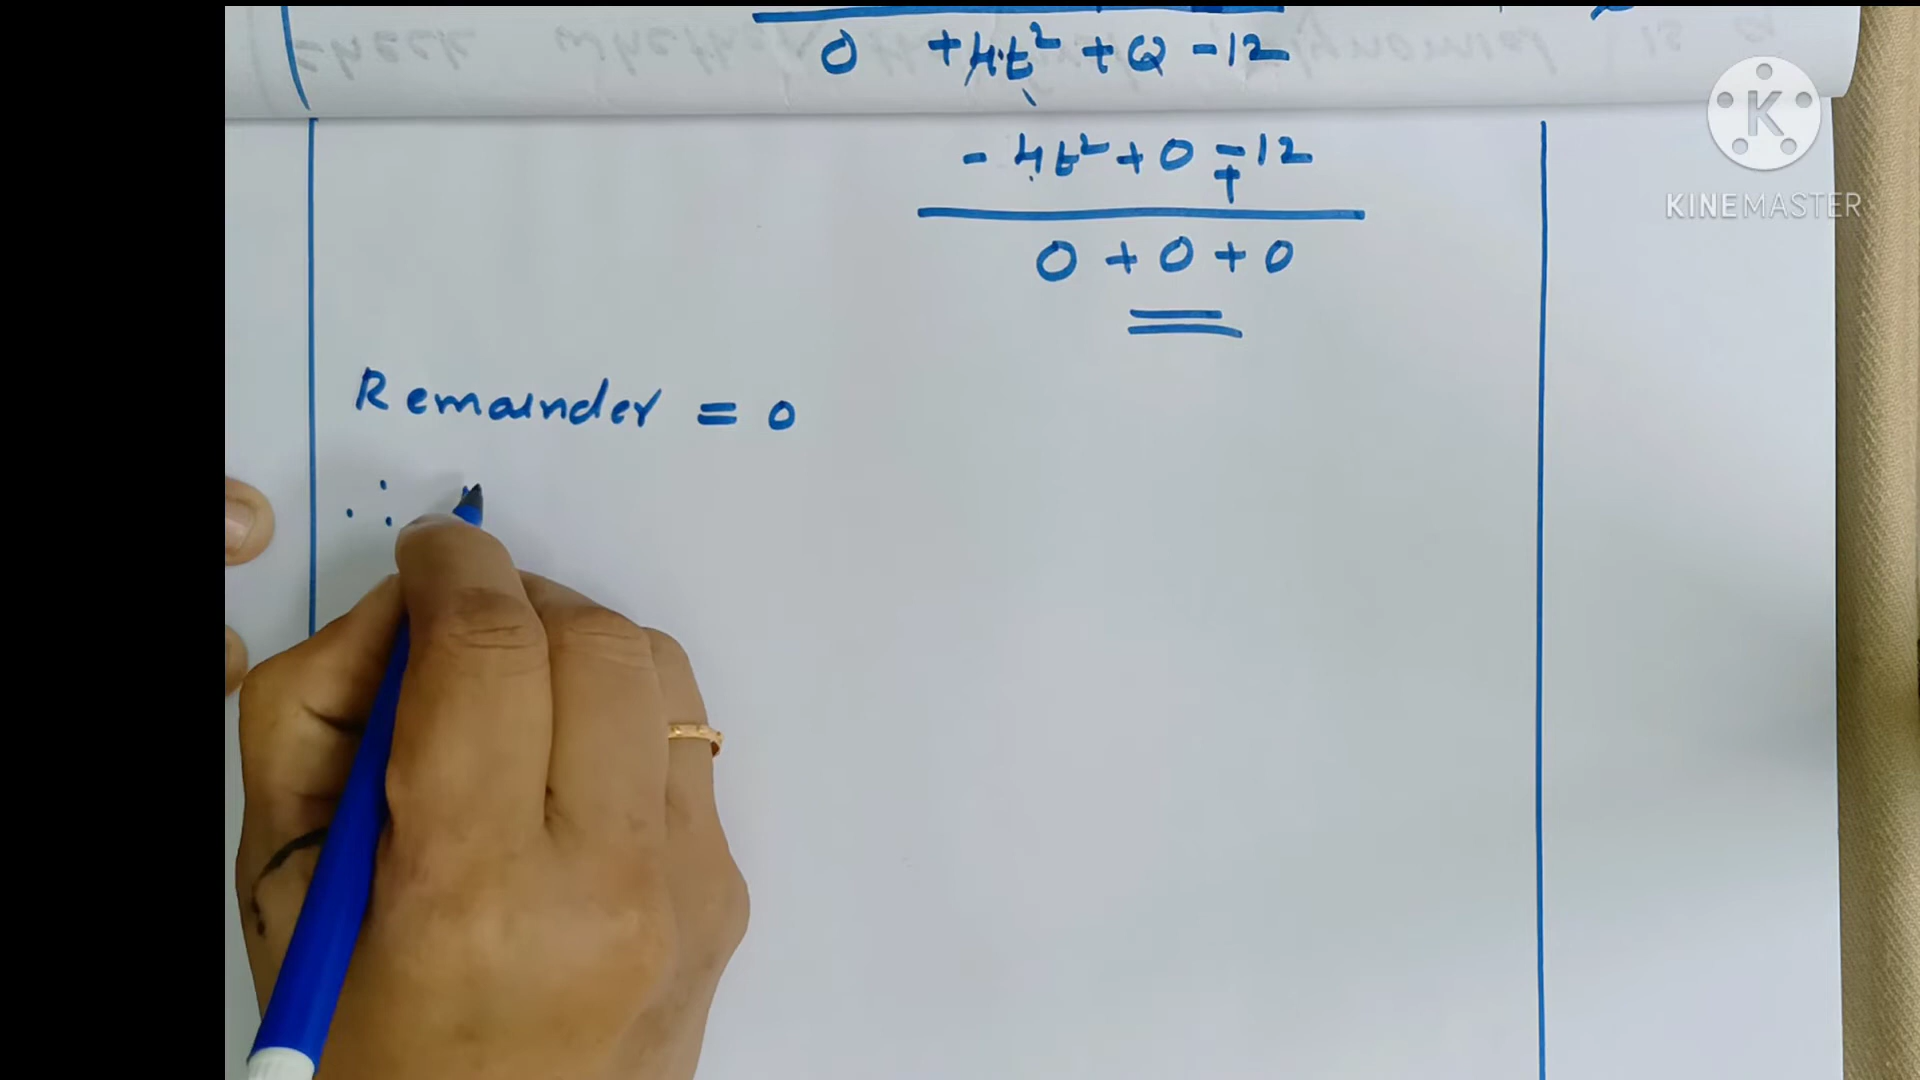 0 +4t² + 0 -12
- 4t² + 0 - 12
+
0 + 0 + 0
Remainder = 0
∴
K
KINEMASTER